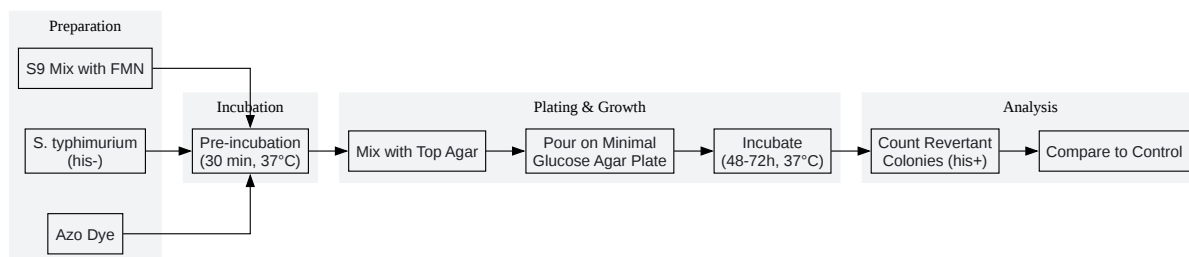 Preparation
S9 Mix with FMN
S. typhimurium
(his-)
Azo Dye
Incubation
Pre-incubation
(30 min, 37°C)
Plating & Growth
Mix with Top Agar
Pour on Minimal
Glucose Agar Plate
Incubate
(48-72h, 37°C)
Analysis
Count Revertant
Colonies (his+)
Compare to Control